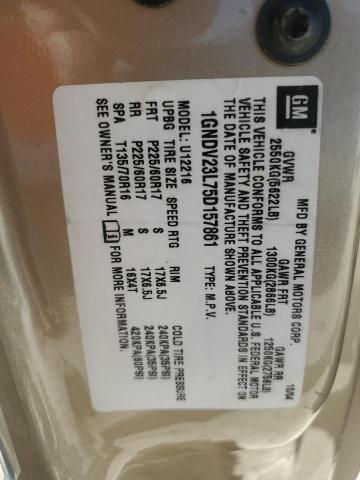 GM
MFD BY GENERAL MOTORS CORP. 10/04
GVWR GAWR FRT GAWR RR
2550KG(5622LB) 1300KG(2866LB) 1250KG(2756LB)
THIS VEHICLE CONFORMS TO ALL APPLICABLE U.S. FEDERAL MOTOR
VEHICLE SAFETY AND THEFT PREVENTION STANDARDS IN EFFECT ON
THE DATE OF MANUFACTURE SHOWN ABOVE.
1GNDV23L75D157861 TYPE: M.P.V.
MODEL: U12216
UPBG TIRE SIZE SPEED RTG RIM COLD TIRE PRESSURE
FRT P225/60R17 S 17X6.5J 240KPA(35PSI)
RR P225/60R17 S 17X6.5J 240KPA(35PSI)
SPA T135/70R16 M 16X4T 420KPA(60PSI)
SEE OWNER'S MANUAL FOR MORE INFORMATION.